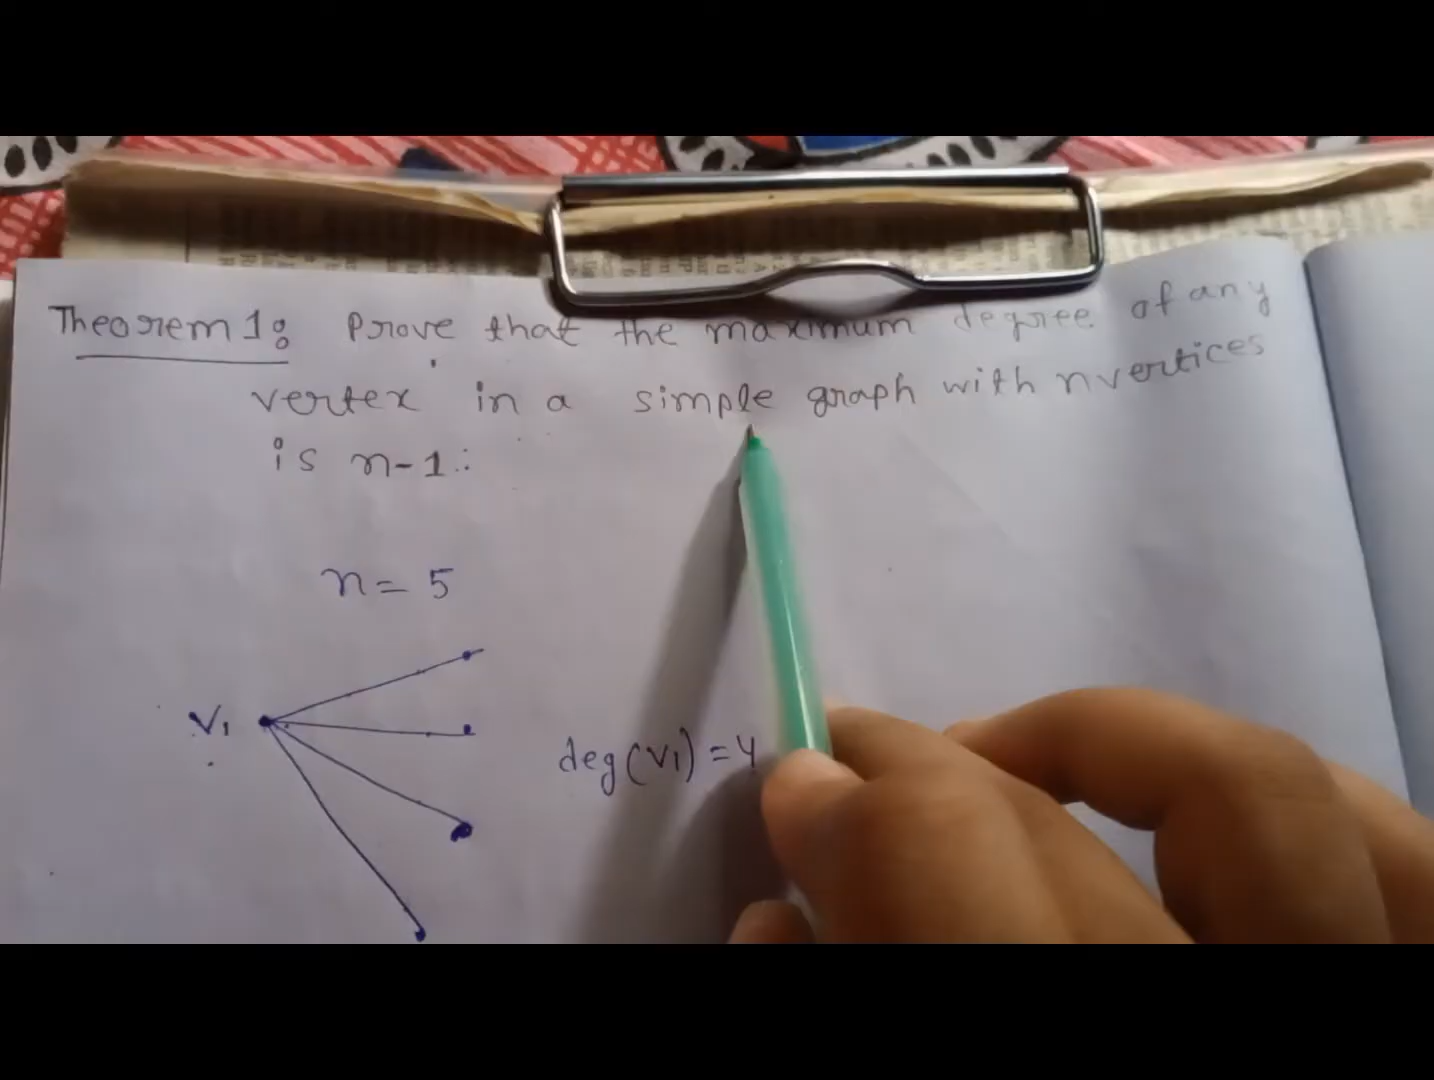 Theorem 1: Prove that the maximum degree of any
vertex in a simple graph with n vertices
is n-1.:
n = 5
V₁
deg(V₁) = 4